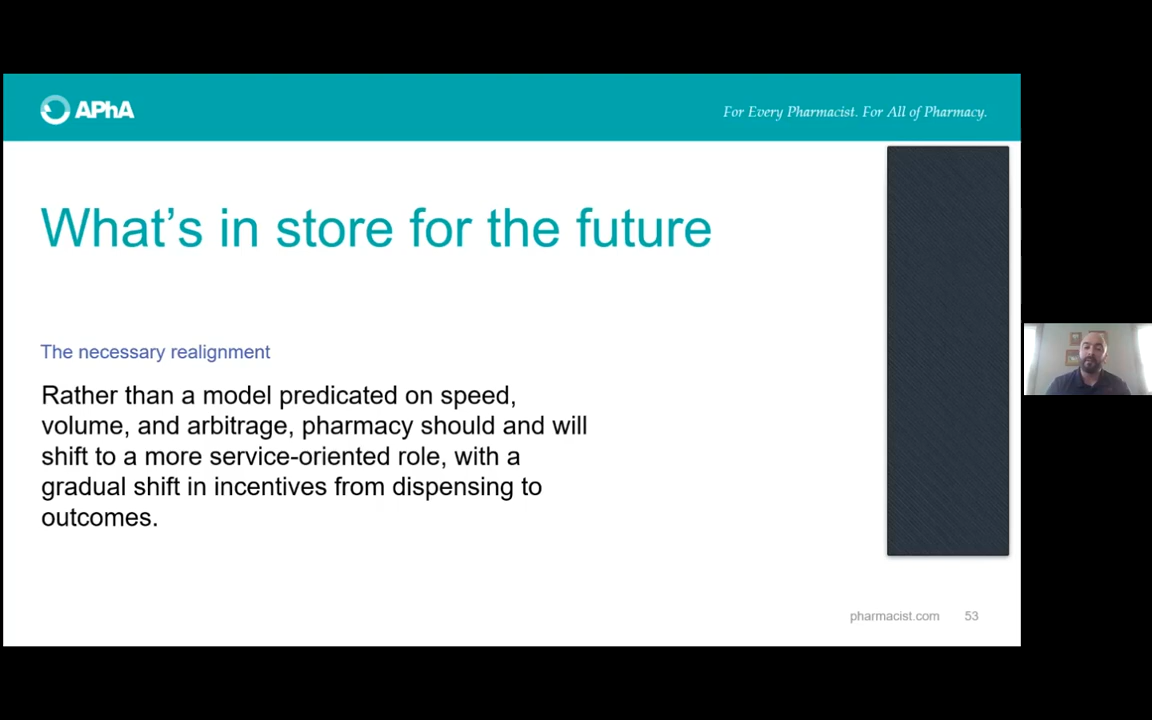 APhA
For Every Pharmacist. For All of Pharmacy.
What's in store for the future
The necessary realignment
Rather than a model predicated on speed,
volume, and arbitrage, pharmacy should and will
shift to a more service-oriented role, with a
gradual shift in incentives from dispensing to
outcomes.
pharmacist.com 53